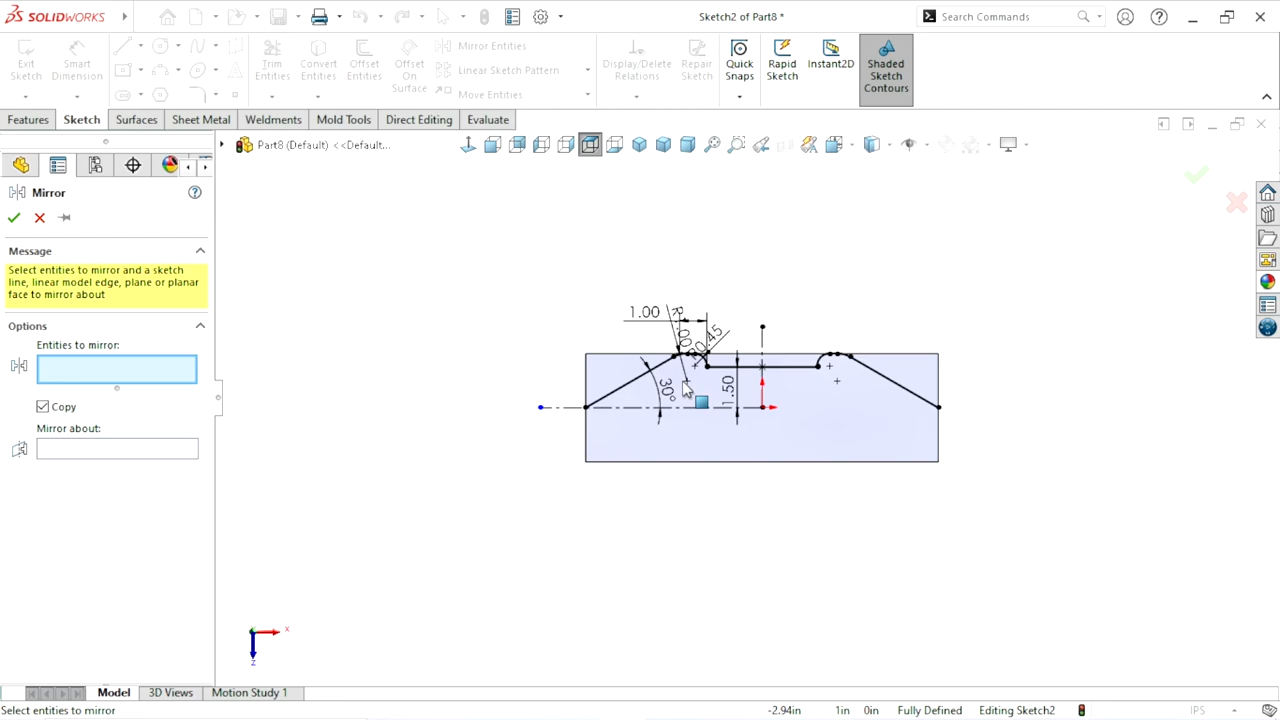 SOLIDWORKS
Sketch2 of Part8 *
Search Commands
Exit Sketch
Smart Dimension
Trim Entities
Convert Entities
Offset Entities
Offset On Surface
Mirror Entities
Linear Sketch Pattern
Move Entities
Display/Delete Relations
Repair Sketch
Quick Snaps
Rapid Sketch
Instant2D
Shaded Sketch Contours
Features
Sketch
Surfaces
Sheet Metal
Weldments
Mold Tools
Direct Editing
Evaluate
Part8 (Default) <<Default...
Mirror
Message
Select entities to mirror and a sketch
line, linear model edge, plane or planar
face to mirror about
Options
Entities to mirror:
Copy
Mirror about:
1.00
R1.00
R0.45
30°
1.50
x
z
Model
3D Views
Motion Study 1
Select entities to mirror
-2.94in
1in
0in
Fully Defined
Editing Sketch2
IPS